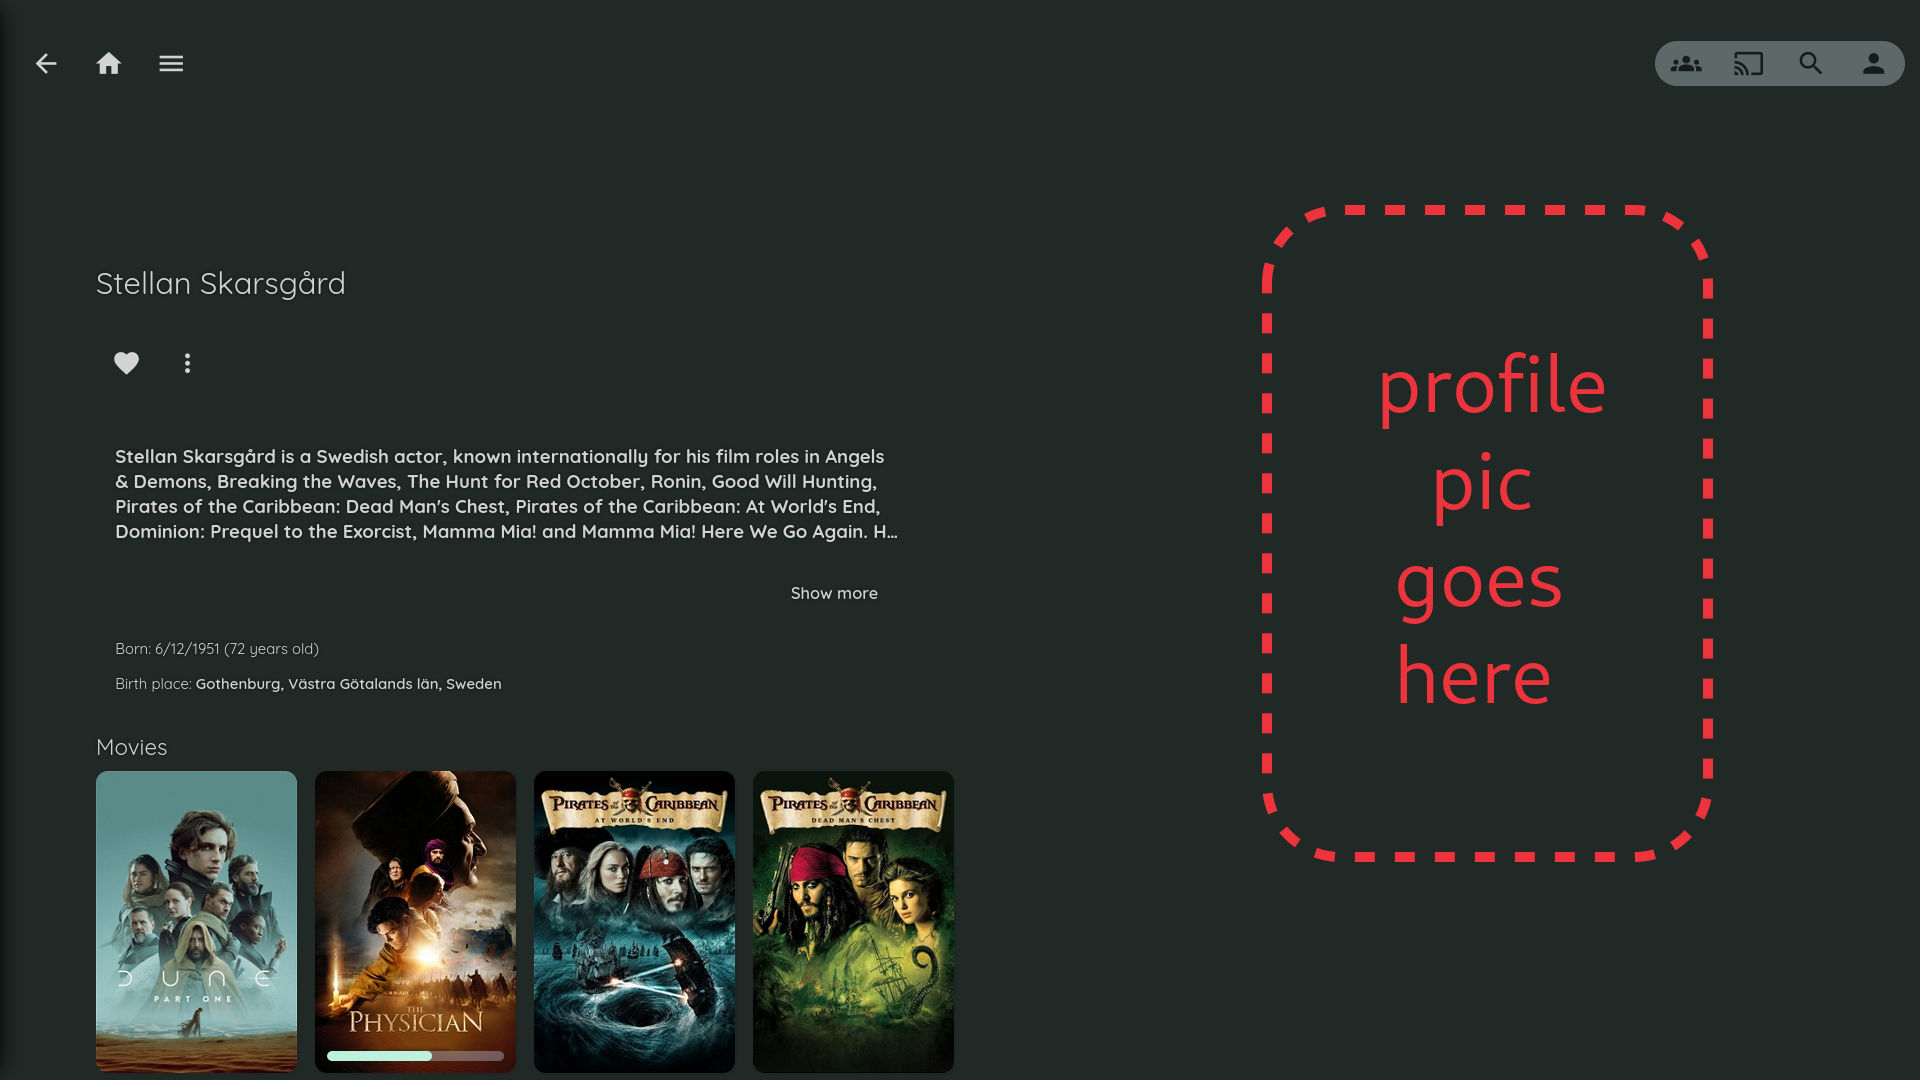 Stellan Skarsgård
Stellan Skarsgård is a Swedish actor, known internationally for his film roles in Angels
& Demons, Breaking the Waves, The Hunt for Red October, Ronin, Good Will Hunting,
Pirates of the Caribbean: Dead Man's Chest, Pirates of the Caribbean: At World's End,
Dominion: Prequel to the Exorcist, Mamma Mia! and Mamma Mia! Here We Go Again. H...
Show more
Born: 6/12/1951 (72 years old)
Birth place: Gothenburg, Västra Götalands län, Sweden
Movies
DUNE
PART ONE
THE
PHYSICIAN
PIRATES of the CARIBBEAN
AT WORLD'S END
PIRATES of the CARIBBEAN
DEAD MAN'S CHEST
profile
pic
goes
here